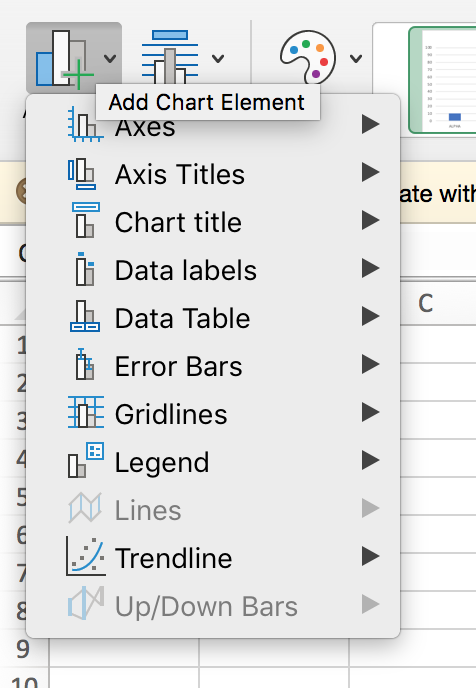 Add Chart Element
Axes
Axis Titles
ate with
Chart title
Data labels
C
Data Table
1
Error Bars
2
Gridlines
3
Legend
4
Lines
5
6
Trendline
7
Up/Down Bars
8
9
10